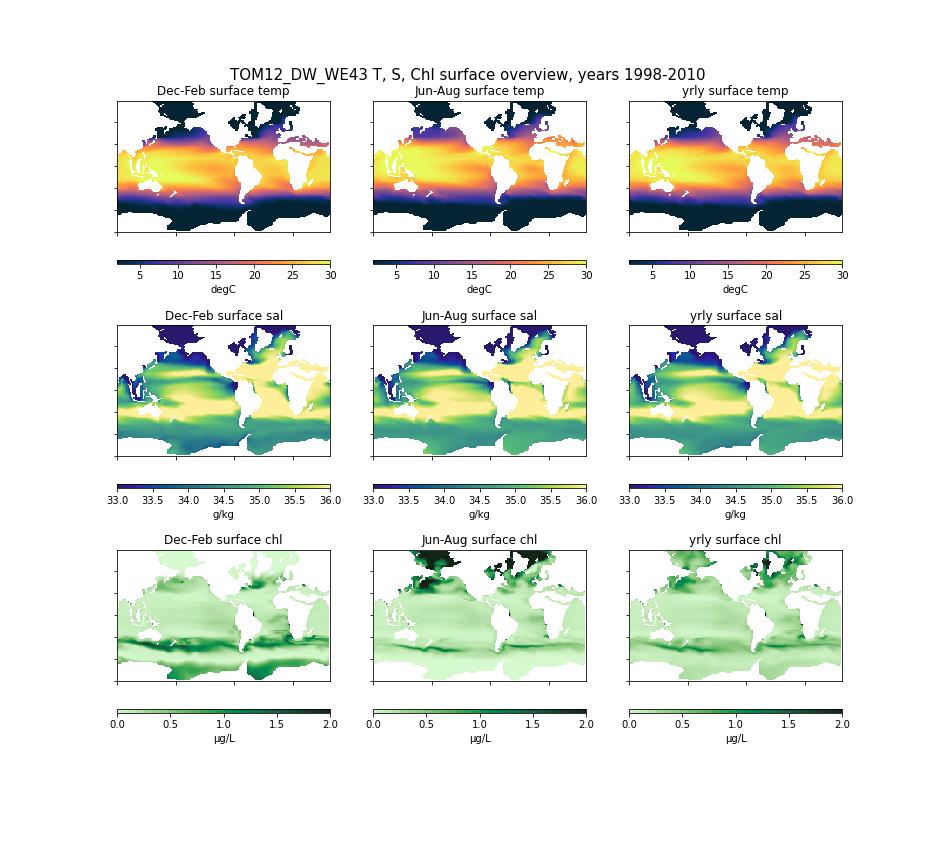 TOM12_DW_WE43 T, S, Chl surface overview, years 1998-2010
Dec-Feb surface temp
Jun-Aug surface temp
yrly surface temp
5 10 15 20 25 30
5 10 15 20 25 30
5 10 15 20 25 30
degC
degC
degC
Dec-Feb surface sal
Jun-Aug surface sal
yrly surface sal
33.0 33.5 34.0 34.5 35.0 35.5 36.0
33.0 33.5 34.0 34.5 35.0 35.5 36.0
33.0 33.5 34.0 34.5 35.0 35.5 36.0
g/kg
g/kg
g/kg
Dec-Feb surface chl
Jun-Aug surface chl
yrly surface chl
0.0 0.5 1.0 1.5 2.0
0.0 0.5 1.0 1.5 2.0
0.0 0.5 1.0 1.5 2.0
μg/L
μg/L
μg/L